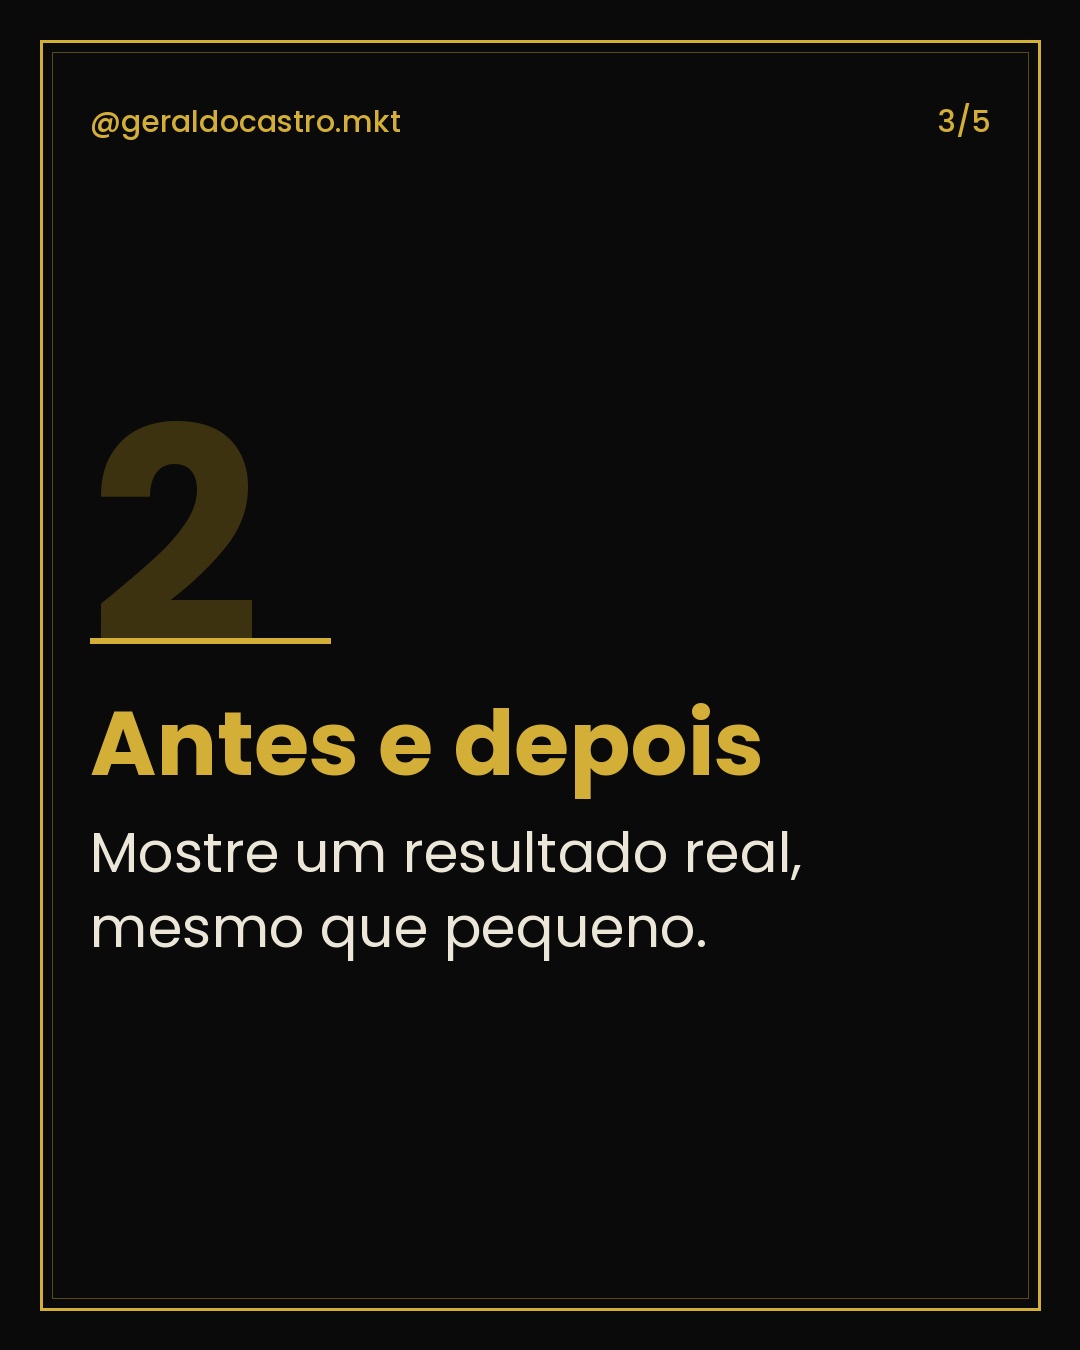 @geraldocastro.mkt
3/5
2
Antes e depois
Mostre um resultado real,
mesmo que pequeno.